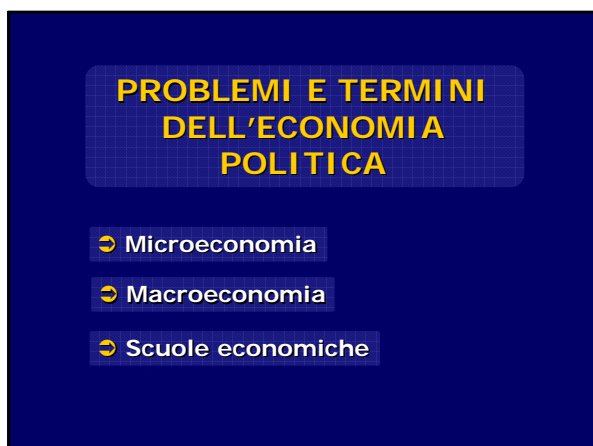 PROBLEMI E TERMINI
DELL'ECONOMIA
POLITICA
➲ Microeconomia
➲ Macroeconomia
➲ Scuole economiche